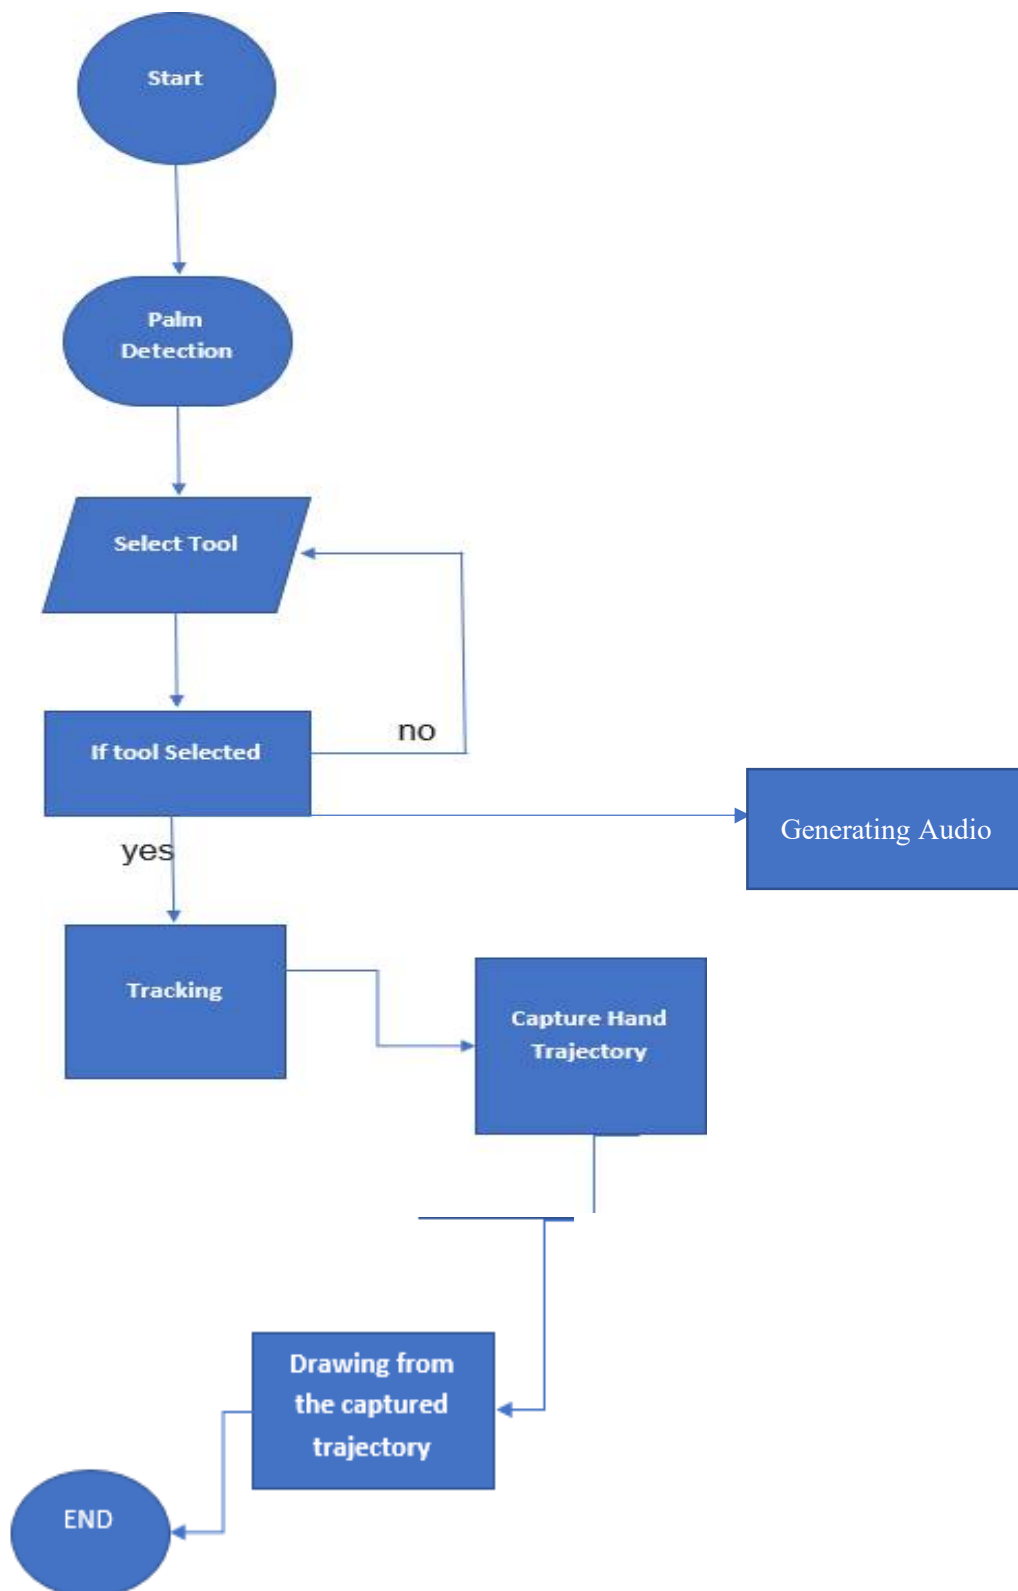 Start
Palm
Detection
Select Tool
no
If tool Selected
Generating Audio
yes
Tracking
Capture Hand
Trajectory
Drawing from
the captured
trajectory
END